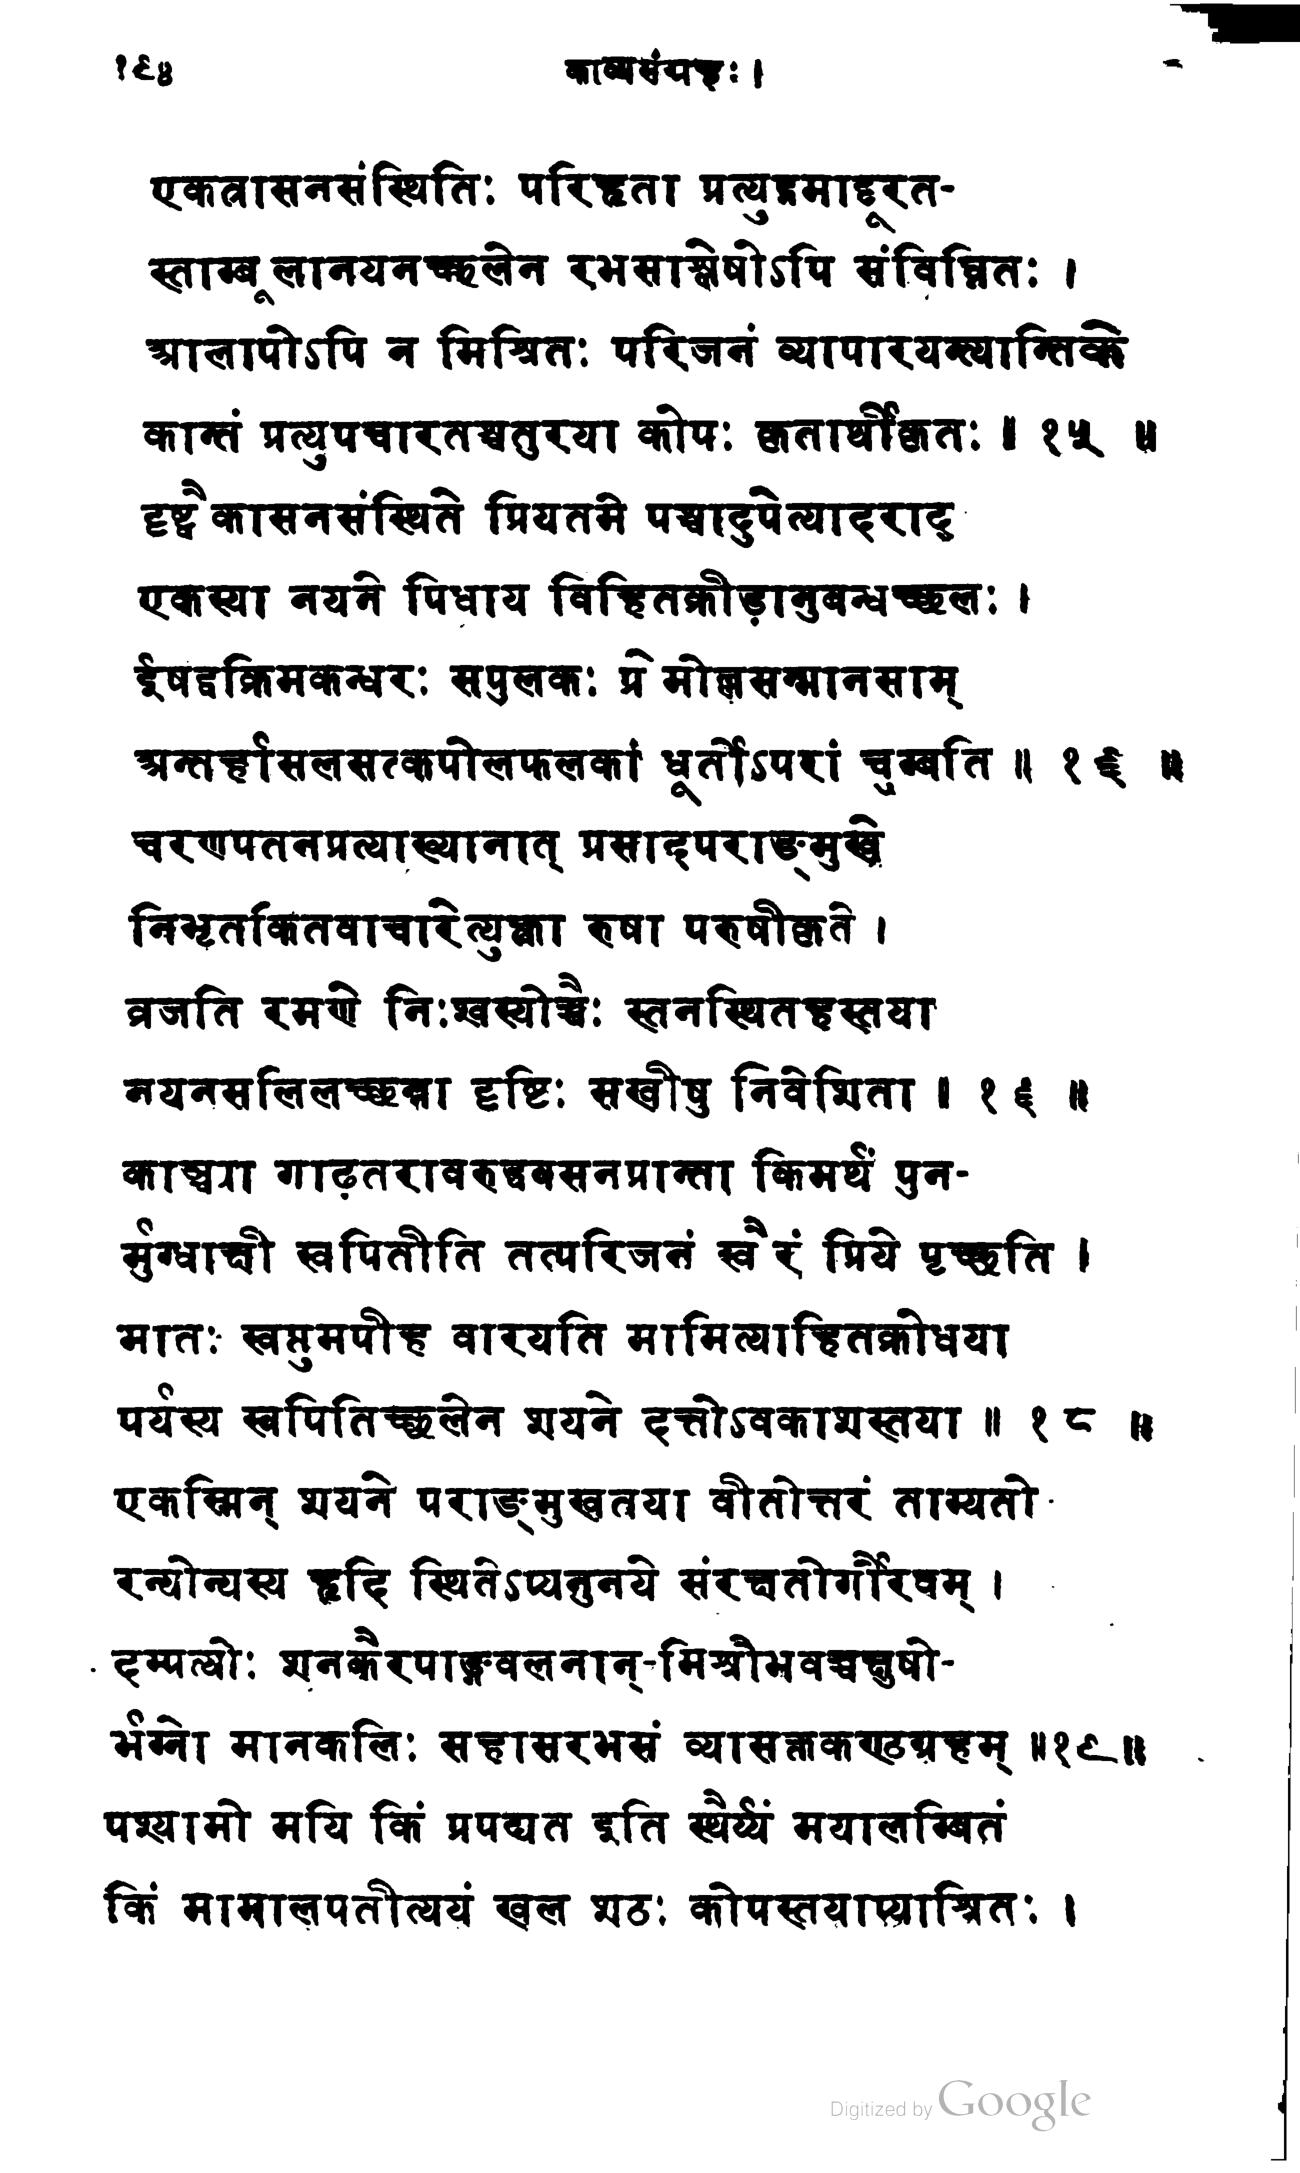 १९४
काव्यसंग्रहः।
एकत्रासनसंस्थितिः परिहृता प्रत्युद्गमाद्दूरत-
स्ताम्बूलानयनच्छलेन रभसाश्लेषोऽपि संविघ्नितः ।
आलापोऽपि न मिश्रितः परिजनं व्यापारयन्त्यान्तिके
कान्तं प्रत्युपचारतश्चतुरया कोपः कृतार्थीकृतः ॥ १५ ॥
दृष्ट्वैकासनसंस्थिते प्रियतमे पश्चादुपेत्यादराद्
एकस्या नयने पिधाय विहितक्रीड़ानुबन्धच्छलः ।
ईषद्वक्रिमकन्धरः सपुलकः प्रेमोल्लसन्मानसाम्
अन्तर्हासलसत्कपोलफलकां धूर्तोऽपरां चुम्बति ॥ १६ ॥
चरणपतनप्रत्याख्यानात् प्रसादपराङ्मुखे
निभृतकितवाचारेत्युक्त्वा रुषा परुषीकृते ।
व्रजति रमणे निःश्वस्योच्चैः स्तनस्थितहस्तया
नयनसलिलच्छन्ना दृष्टिः सखीषु निवेशिता ॥ १६ ॥
काञ्च्या गाढ़तरावरुद्धवसनप्रान्ता किमर्थं पुन-
र्मुग्धाक्षी स्वपितीति तत्परिजनं स्वैरं प्रिये पृच्छति ।
मातः स्वप्तुमपीह वारयति मामित्याहितक्रोधया
पर्यस्य स्वपितिच्छलेन शयने दत्तोऽवकाशस्तया ॥ १८ ॥
एकस्मिन् शयने पराङ्मुखतया वीतोत्तरं ताम्यतो
रन्योन्यस्य हृदि स्थितेऽप्यनुनये संरक्षतोर्गौरवम् ।
दम्पत्योः शनकैरपाङ्गवलनान्-मिश्रीभवच्चक्षुषो-
र्भग्नो मानकलिः सहासरभसं व्यासक्तकण्ठग्रहम् ॥१९॥
पश्यामो मयि किं प्रपद्यत इति स्थैर्य्यं मयालम्बितं
किं मामालपतीत्ययं खल शठः कोपस्तयाप्याश्रितः ।
Digitized by Google